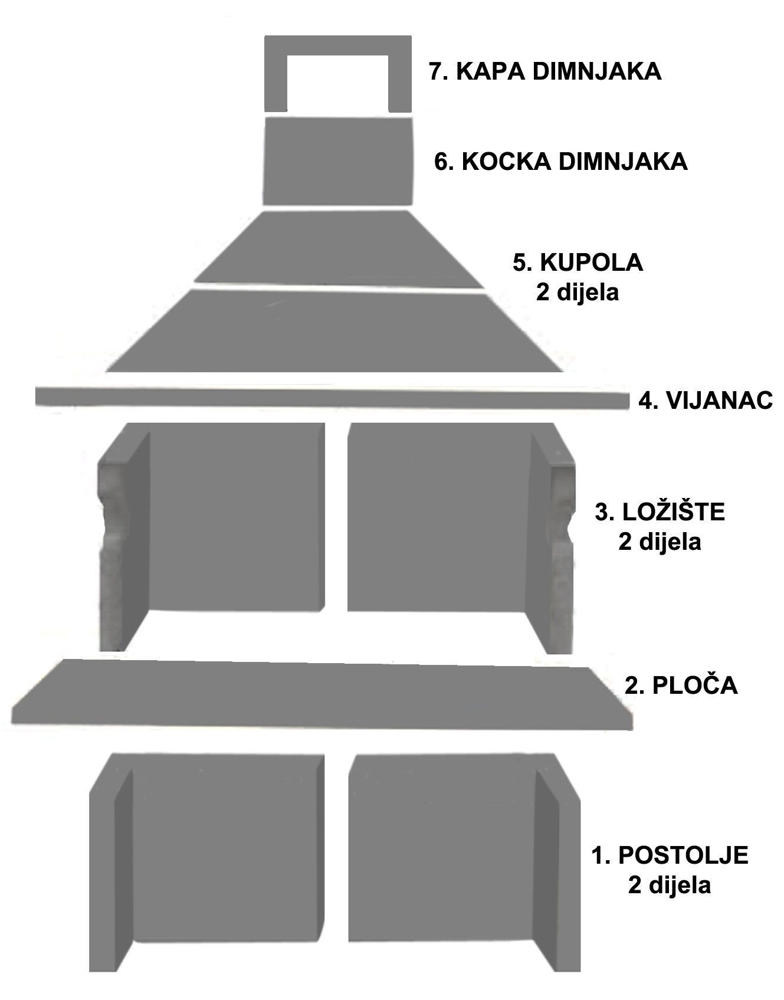 7. KAPA DIMNJAKA
6. KOCKA DIMNJAKA
5. KUPOLA
2 dijela
4. VIJANAC
3. LOŽIŠTE
2 dijela
2. PLOČA
1. POSTOLJE
2 dijela